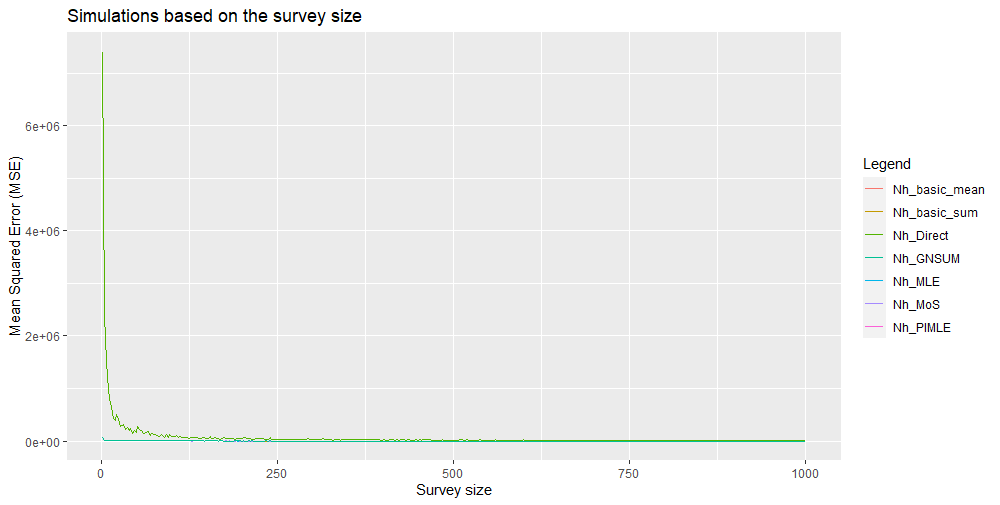 Simulations based on the survey size
Mean Squared Error (MSE)
6e+06
4e+06
2e+06
0e+00
0
250
500
750
1000
Survey size
Legend
Nh_basic_mean
Nh_basic_sum
Nh_Direct
Nh_GNSUM
Nh_MLE
Nh_MoS
Nh_PIMLE